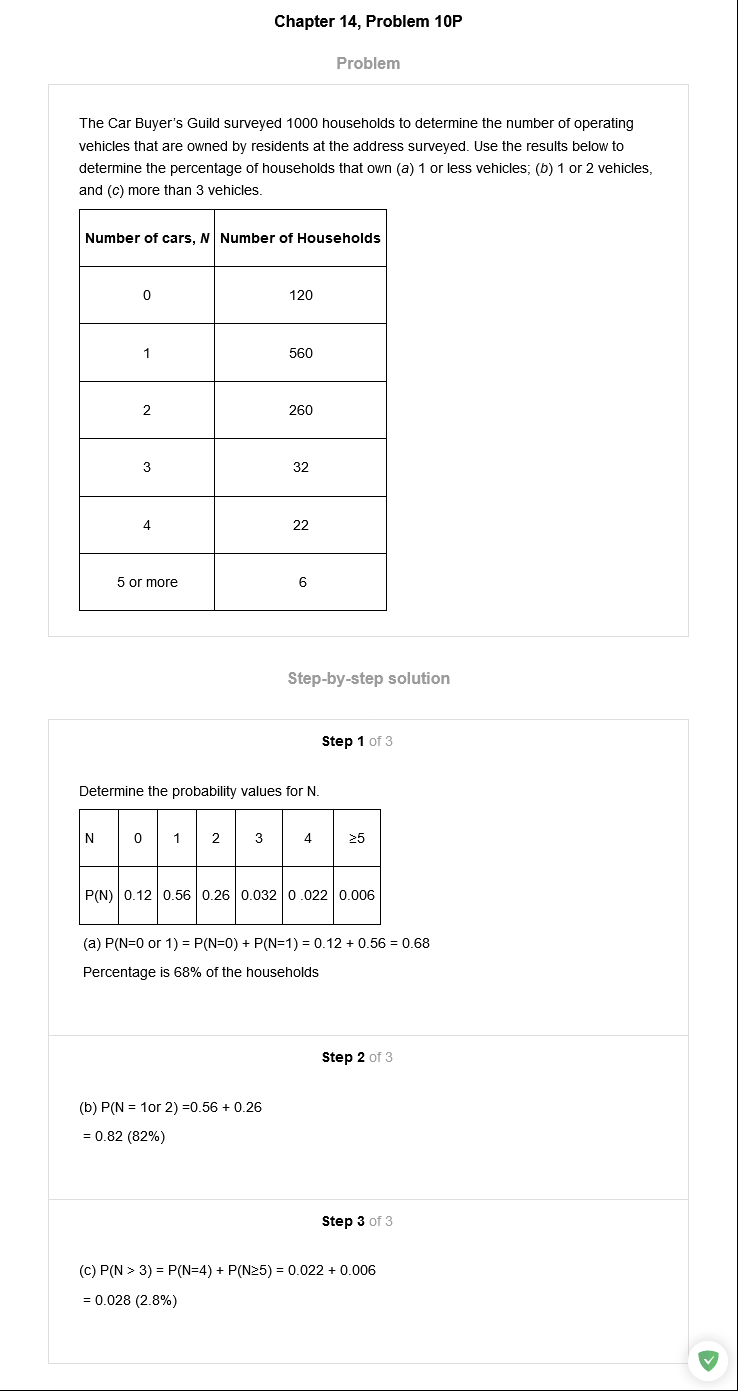 Chapter 14, Problem 10P
Problem
The Car Buyer's Guild surveyed 1000 households to determine the number of operating
vehicles that are owned by residents at the address surveyed. Use the results below to
determine the percentage of households that own (a) 1 or less vehicles; (b) 1 or 2 vehicles,
and (c) more than 3 vehicles.
Number of cars, N Number of Households
0 120
1 560
2 260
3 32
4 22
5 or more 6
Step-by-step solution
Step 1 of 3
Determine the probability values for N.
N 0 1 2 3 4 ≥5
P(N) 0.12 0.56 0.26 0.032 0 .022 0.006
(a) P(N=0 or 1) = P(N=0) + P(N=1) = 0.12 + 0.56 = 0.68
Percentage is 68% of the households
Step 2 of 3
(b) P(N = 1or 2) =0.56 + 0.26
= 0.82 (82%)
Step 3 of 3
(c) P(N > 3) = P(N=4) + P(N≥5) = 0.022 + 0.006
= 0.028 (2.8%)